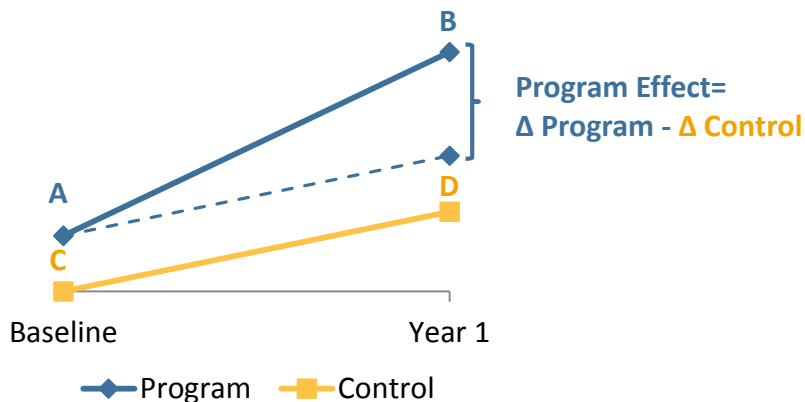 B
Program Effect=
Δ Program - Δ Control
A
D
C
Baseline
Year 1
Program
Control